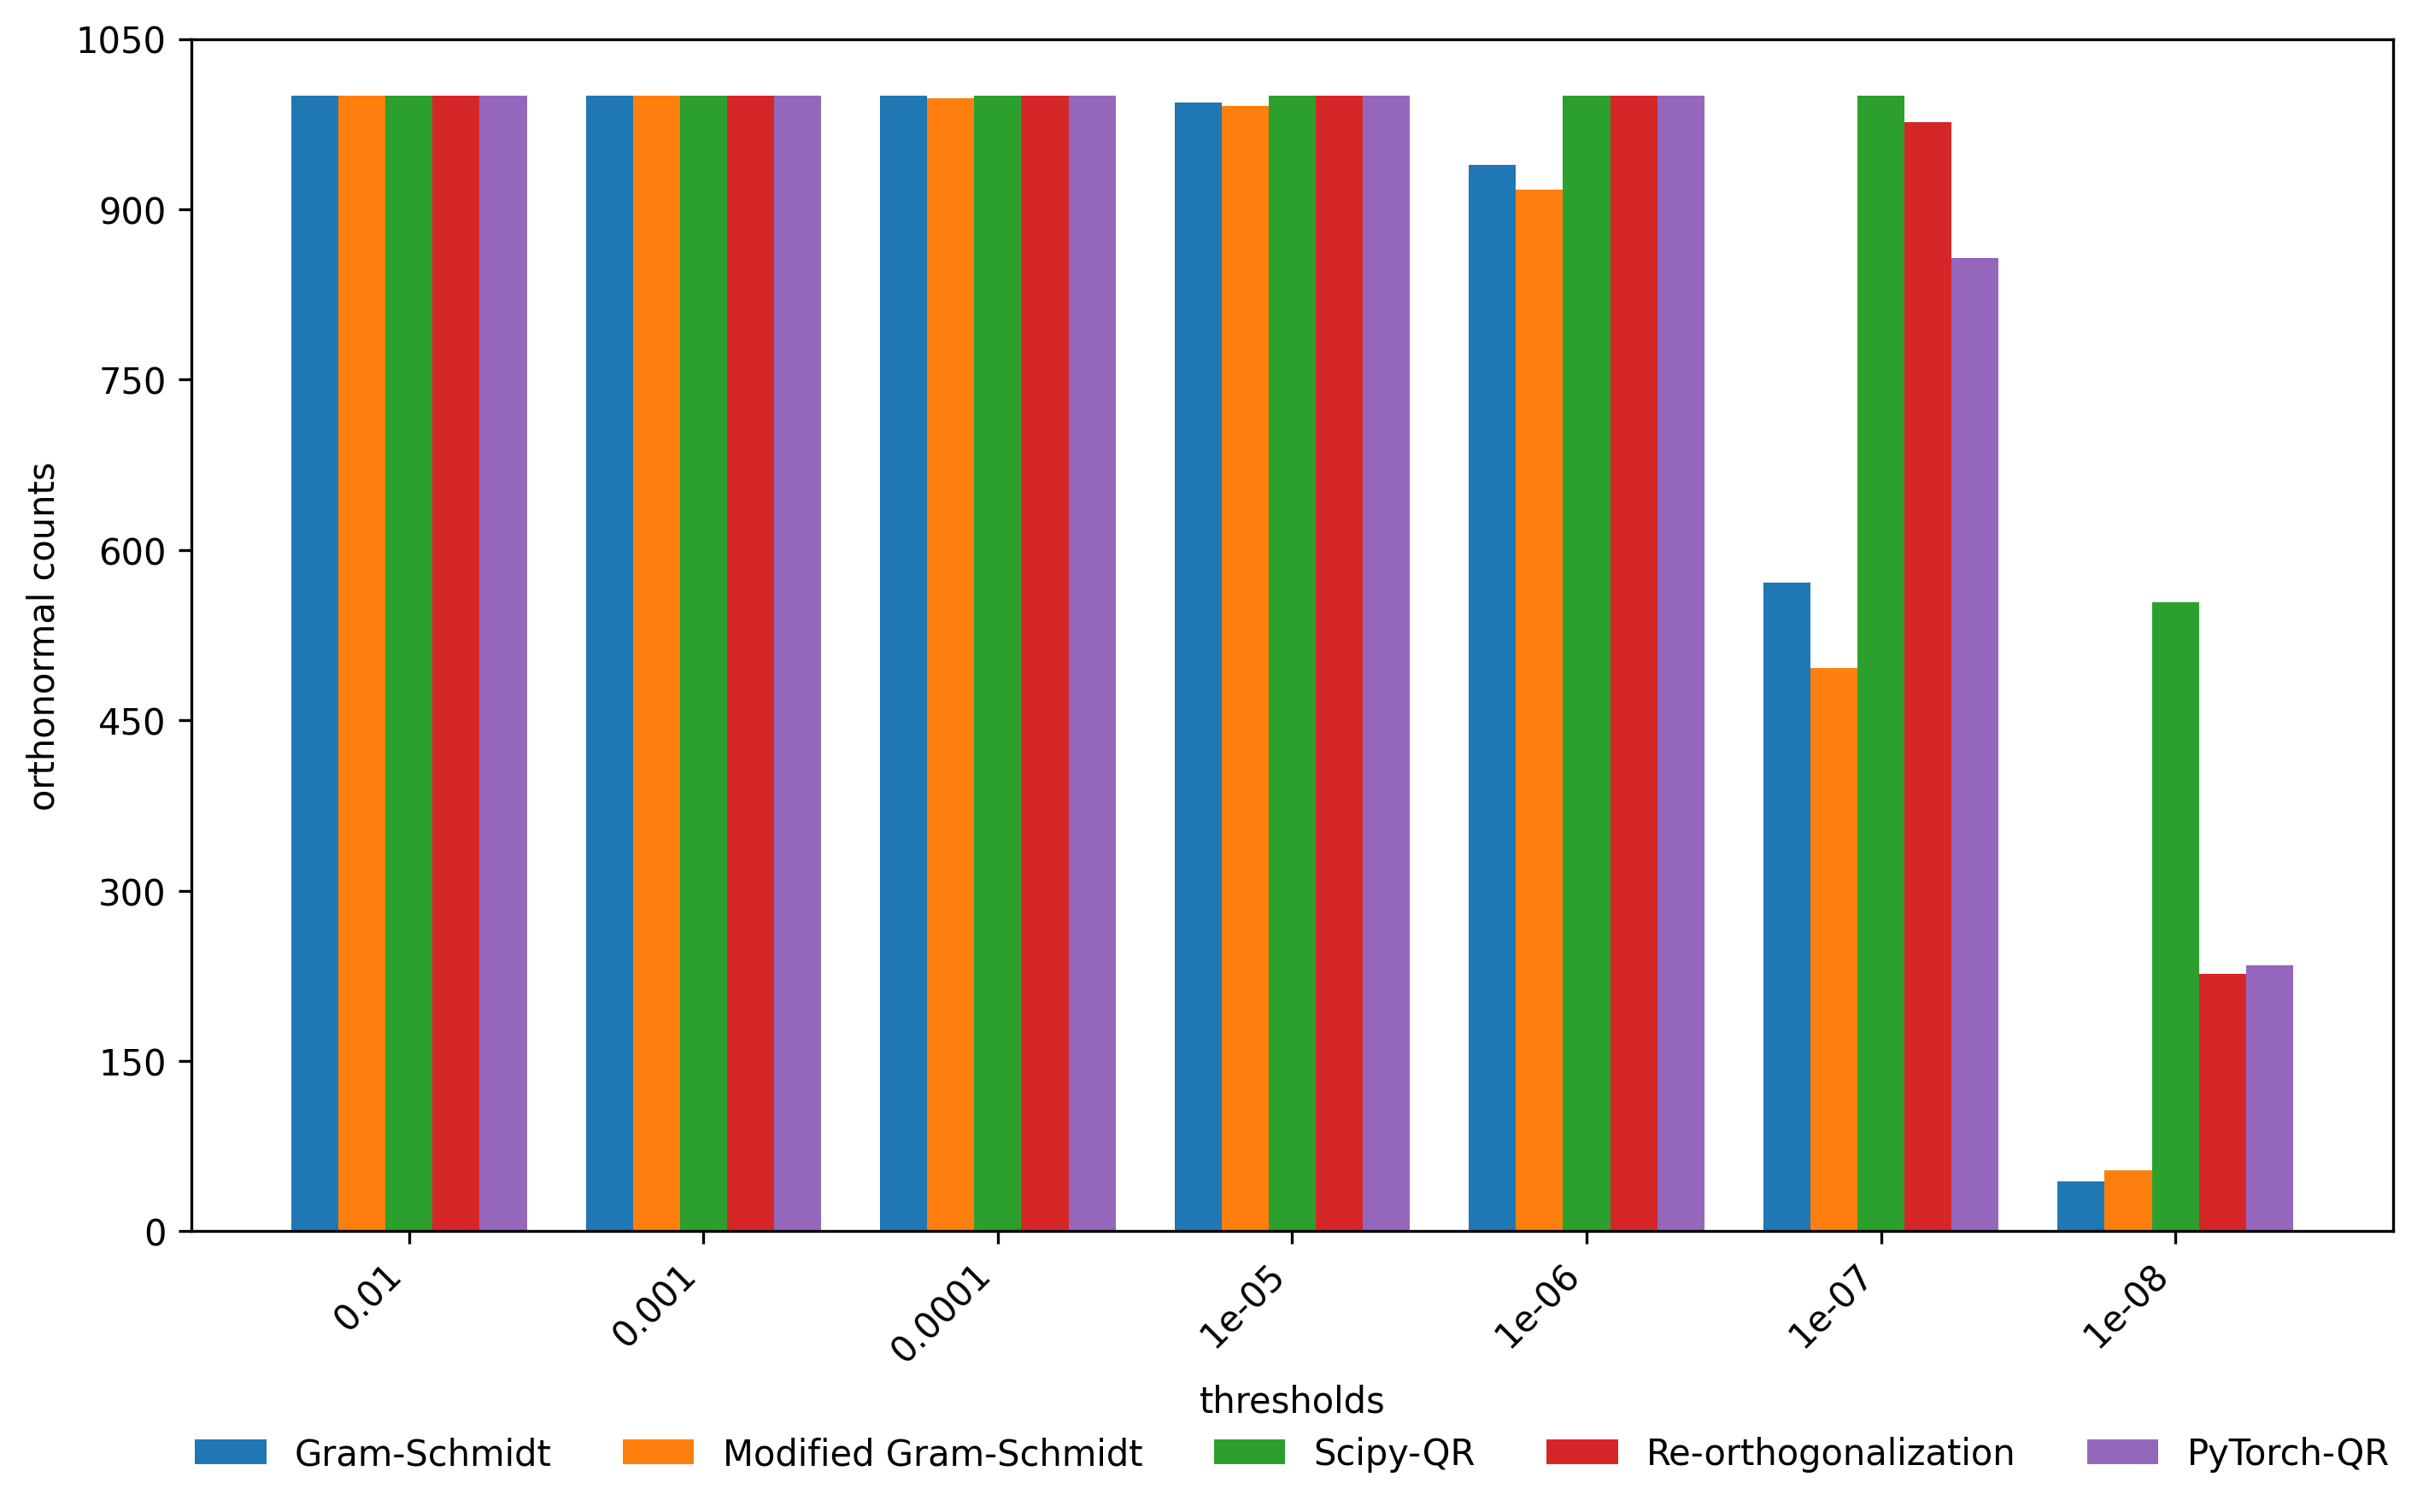 1050
900
750
600
450
300
150
0
orthonormal counts
0.01
0.001
0.0001
1e-05
1e-06
1e-07
1e-08
thresholds
Gram-Schmidt Modified Gram-Schmidt Scipy-QR Re-orthogonalization PyTorch-QR